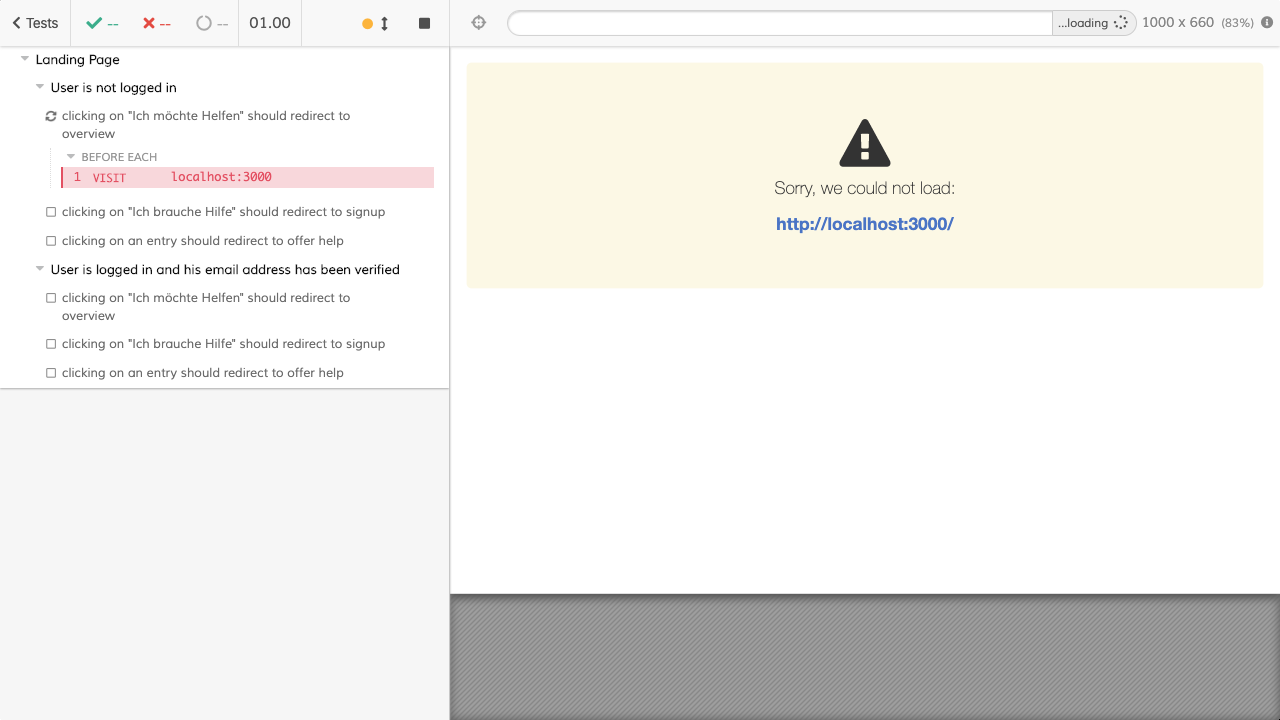 Tests -- -- -- 01.00
...loading 1000 x 660 (83%)
Landing Page
User is not logged in
clicking on "Ich möchte Helfen" should redirect to
overview
BEFORE EACH
1 VISIT localhost:3000
clicking on "Ich brauche Hilfe" should redirect to signup
clicking on an entry should redirect to offer help
User is logged in and his email address has been verified
clicking on "Ich möchte Helfen" should redirect to
overview
clicking on "Ich brauche Hilfe" should redirect to signup
clicking on an entry should redirect to offer help
Sorry, we could not load:
http://localhost:3000/